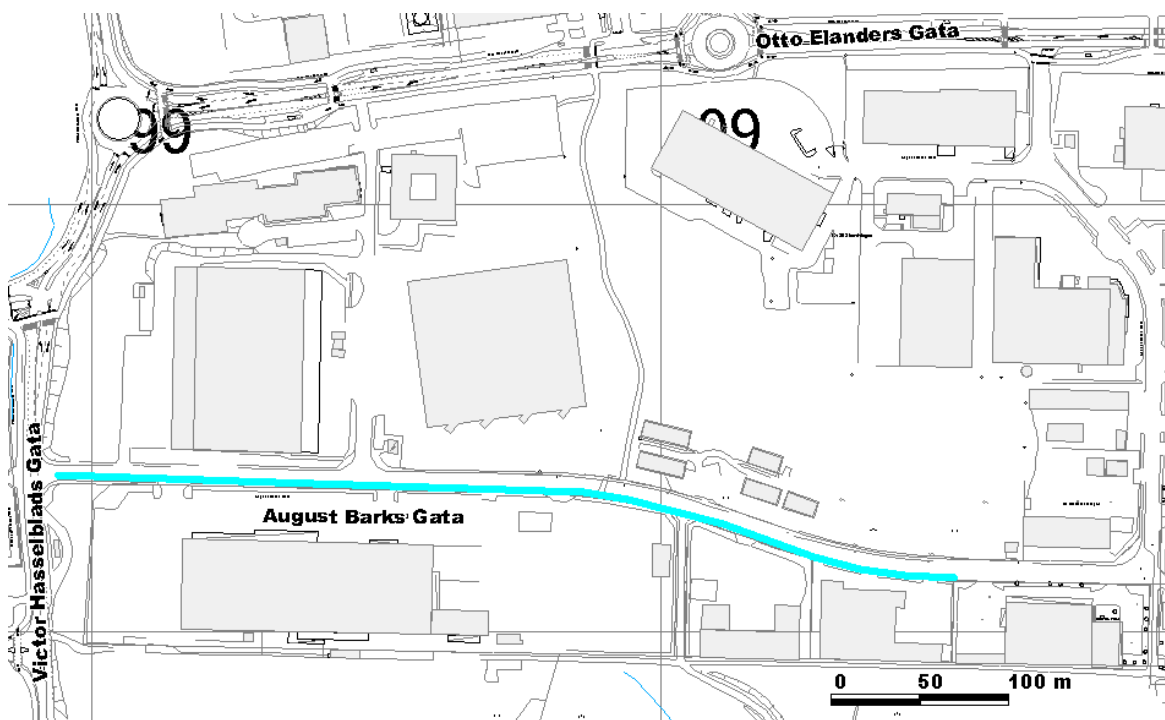 Otto Elanders Gata
99
99
Victor Hasselblads Gata
August Barks Gata
0 50 100 m